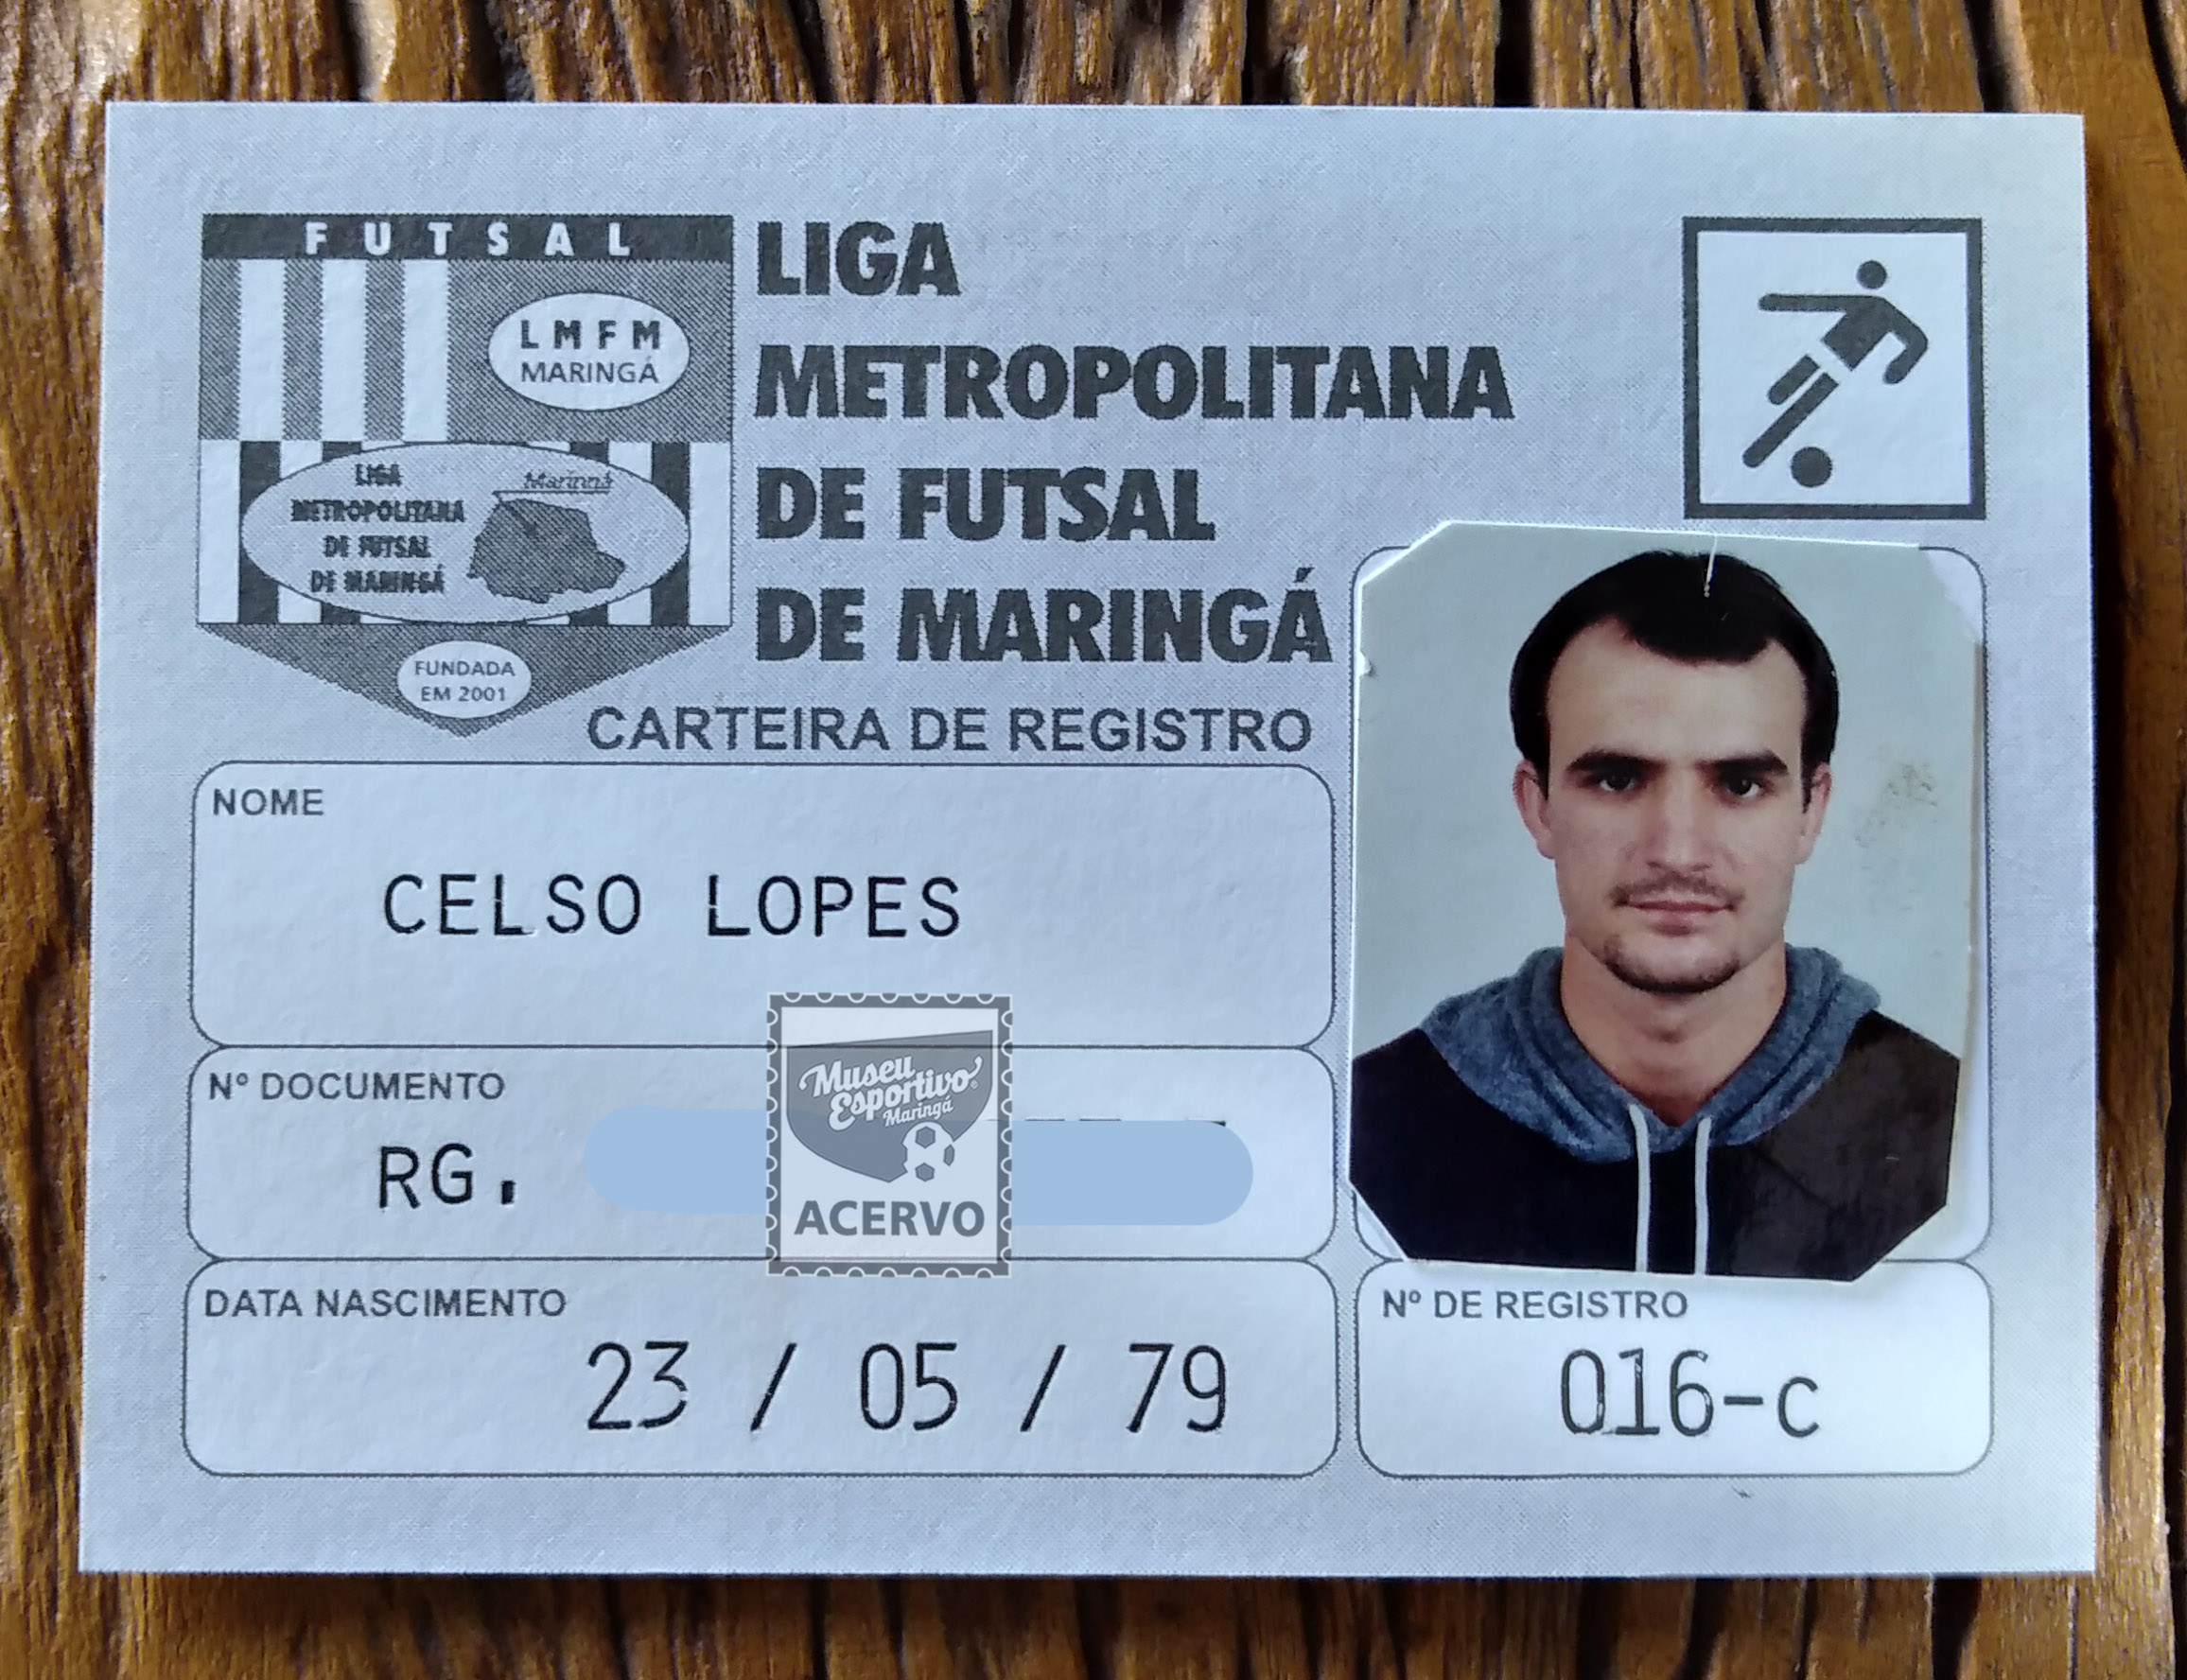 FUTSAL
LMFM
MARINGÁ
LIGA
METROPOLITANA
DE FUTSAL
DE MARINGÁ
Maringá
FUNDADA
EM 2001
LIGA
METROPOLITANA
DE FUTSAL
DE MARINGÁ
CARTEIRA DE REGISTRO
NOME
CELSO LOPES
Nº DOCUMENTO
RG.
Museu
Esportivo
Maringá
ACERVO
DATA NASCIMENTO
23 / 05 / 79
Nº DE REGISTRO
016-c